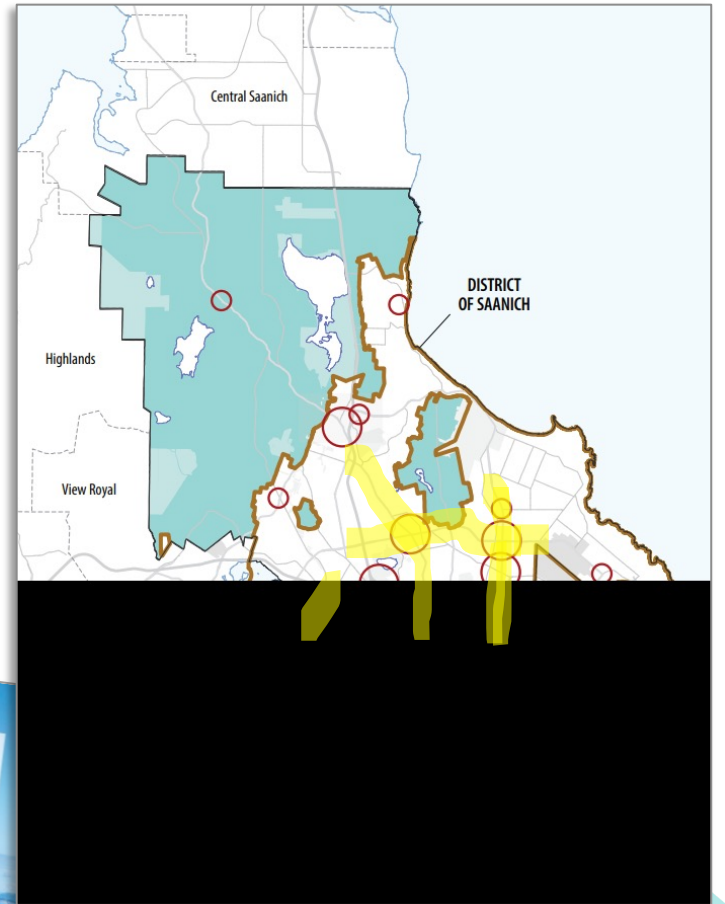 Central Saanich
DISTRICT
OF SAANICH
Highlands
View Royal